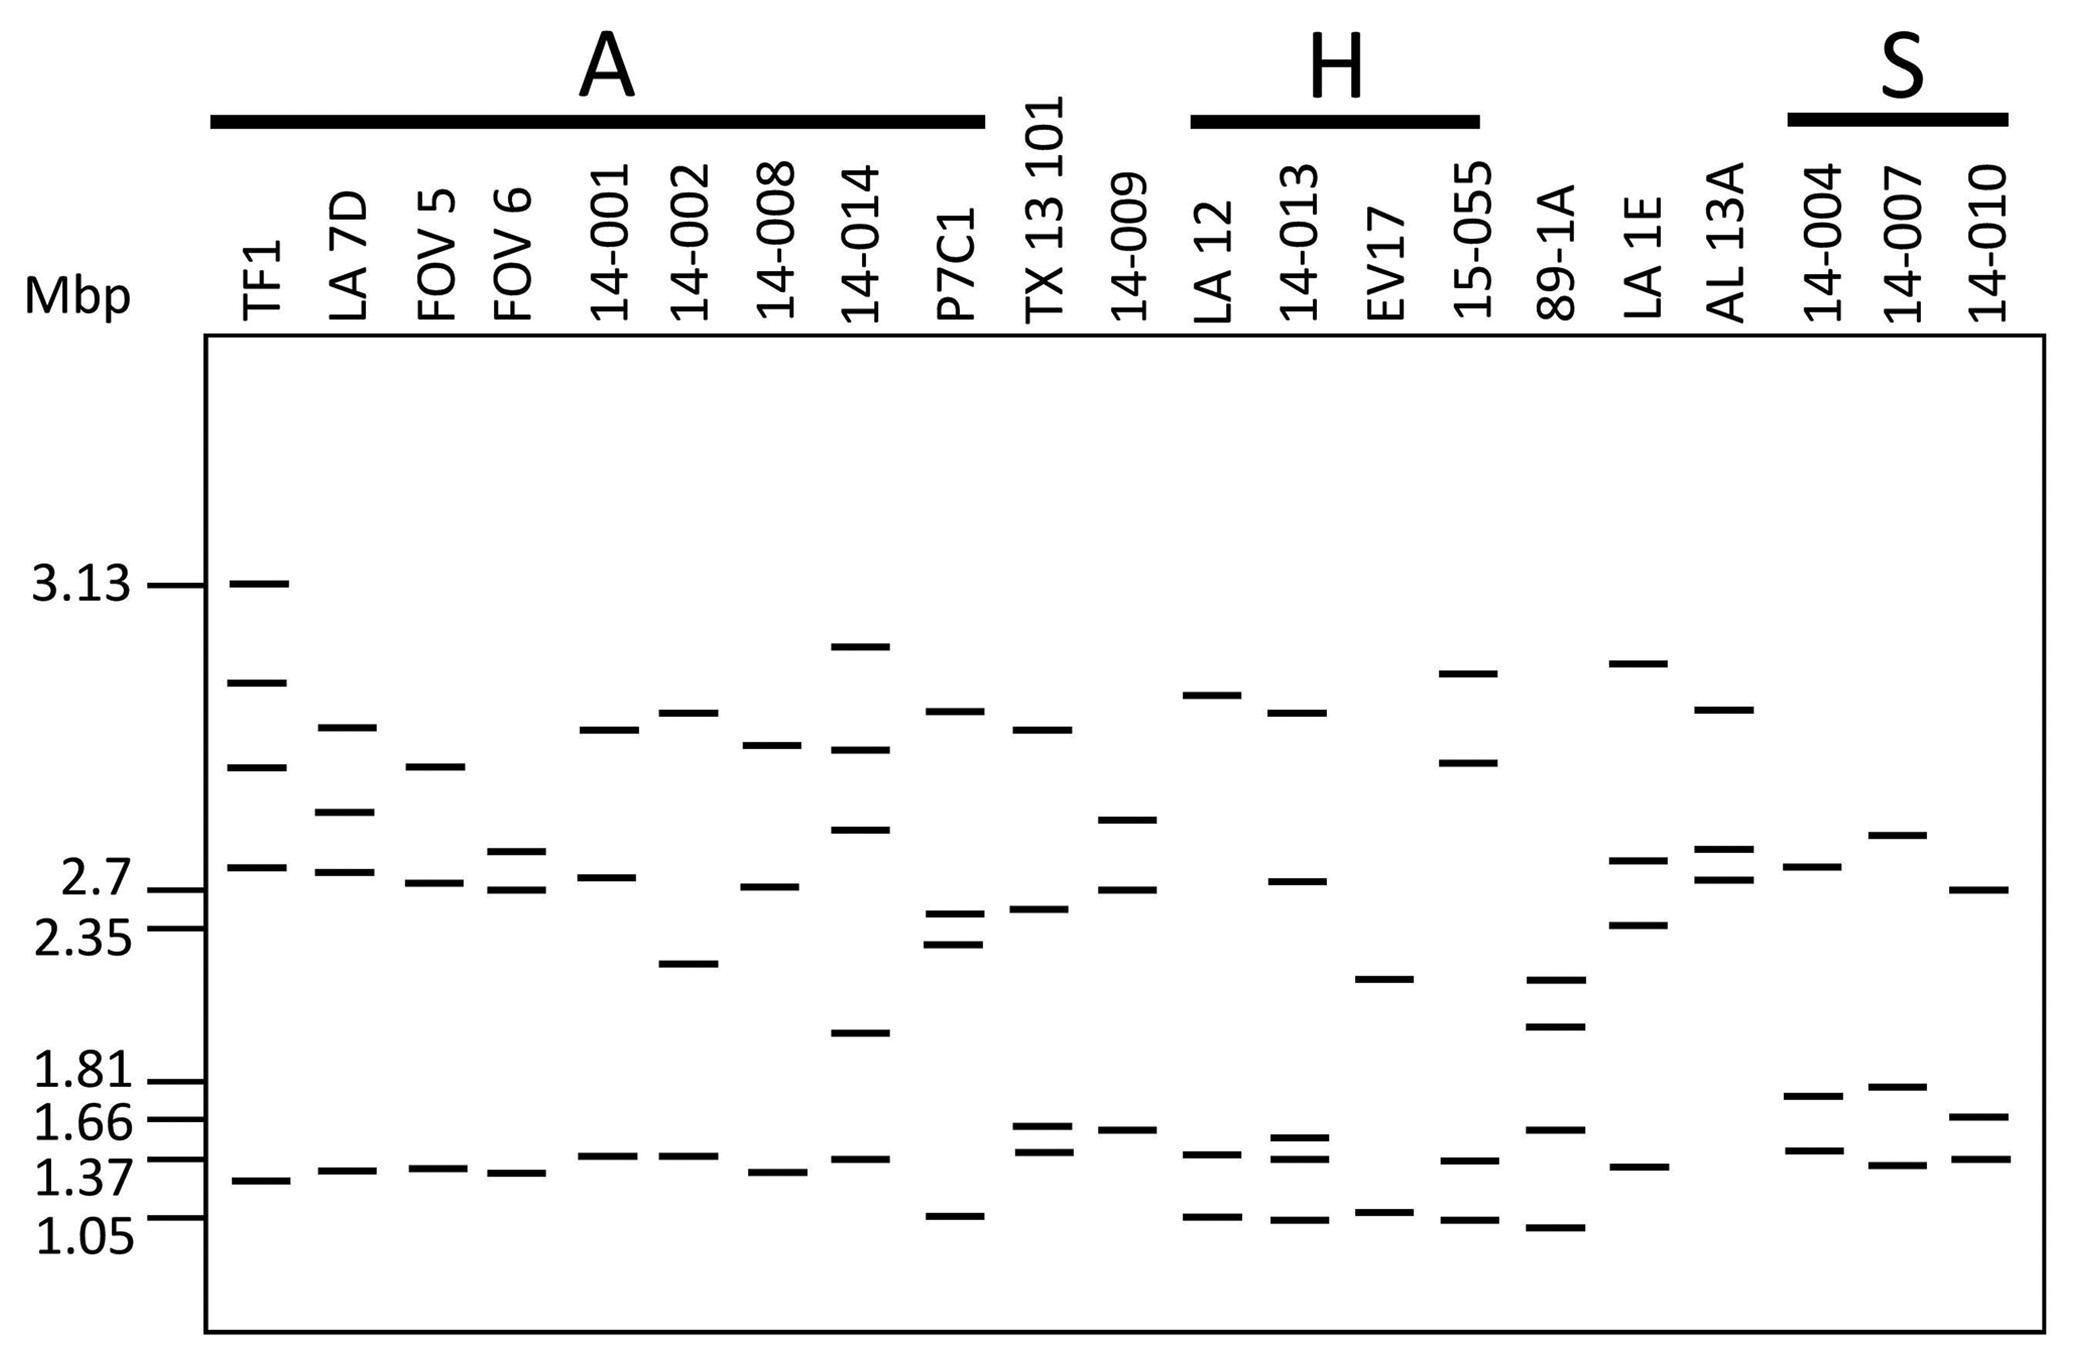 A H S
Mbp
TF1
LA 7D
FOV 5
FOV 6
14-001
14-002
14-008
14-014
P7C1
TX 13 101
14-009
LA 12
14-013
EV17
15-055
89-1A
LA 1E
AL 13A
14-004
14-007
14-010
3.13
2.7
2.35
1.81
1.66
1.37
1.05